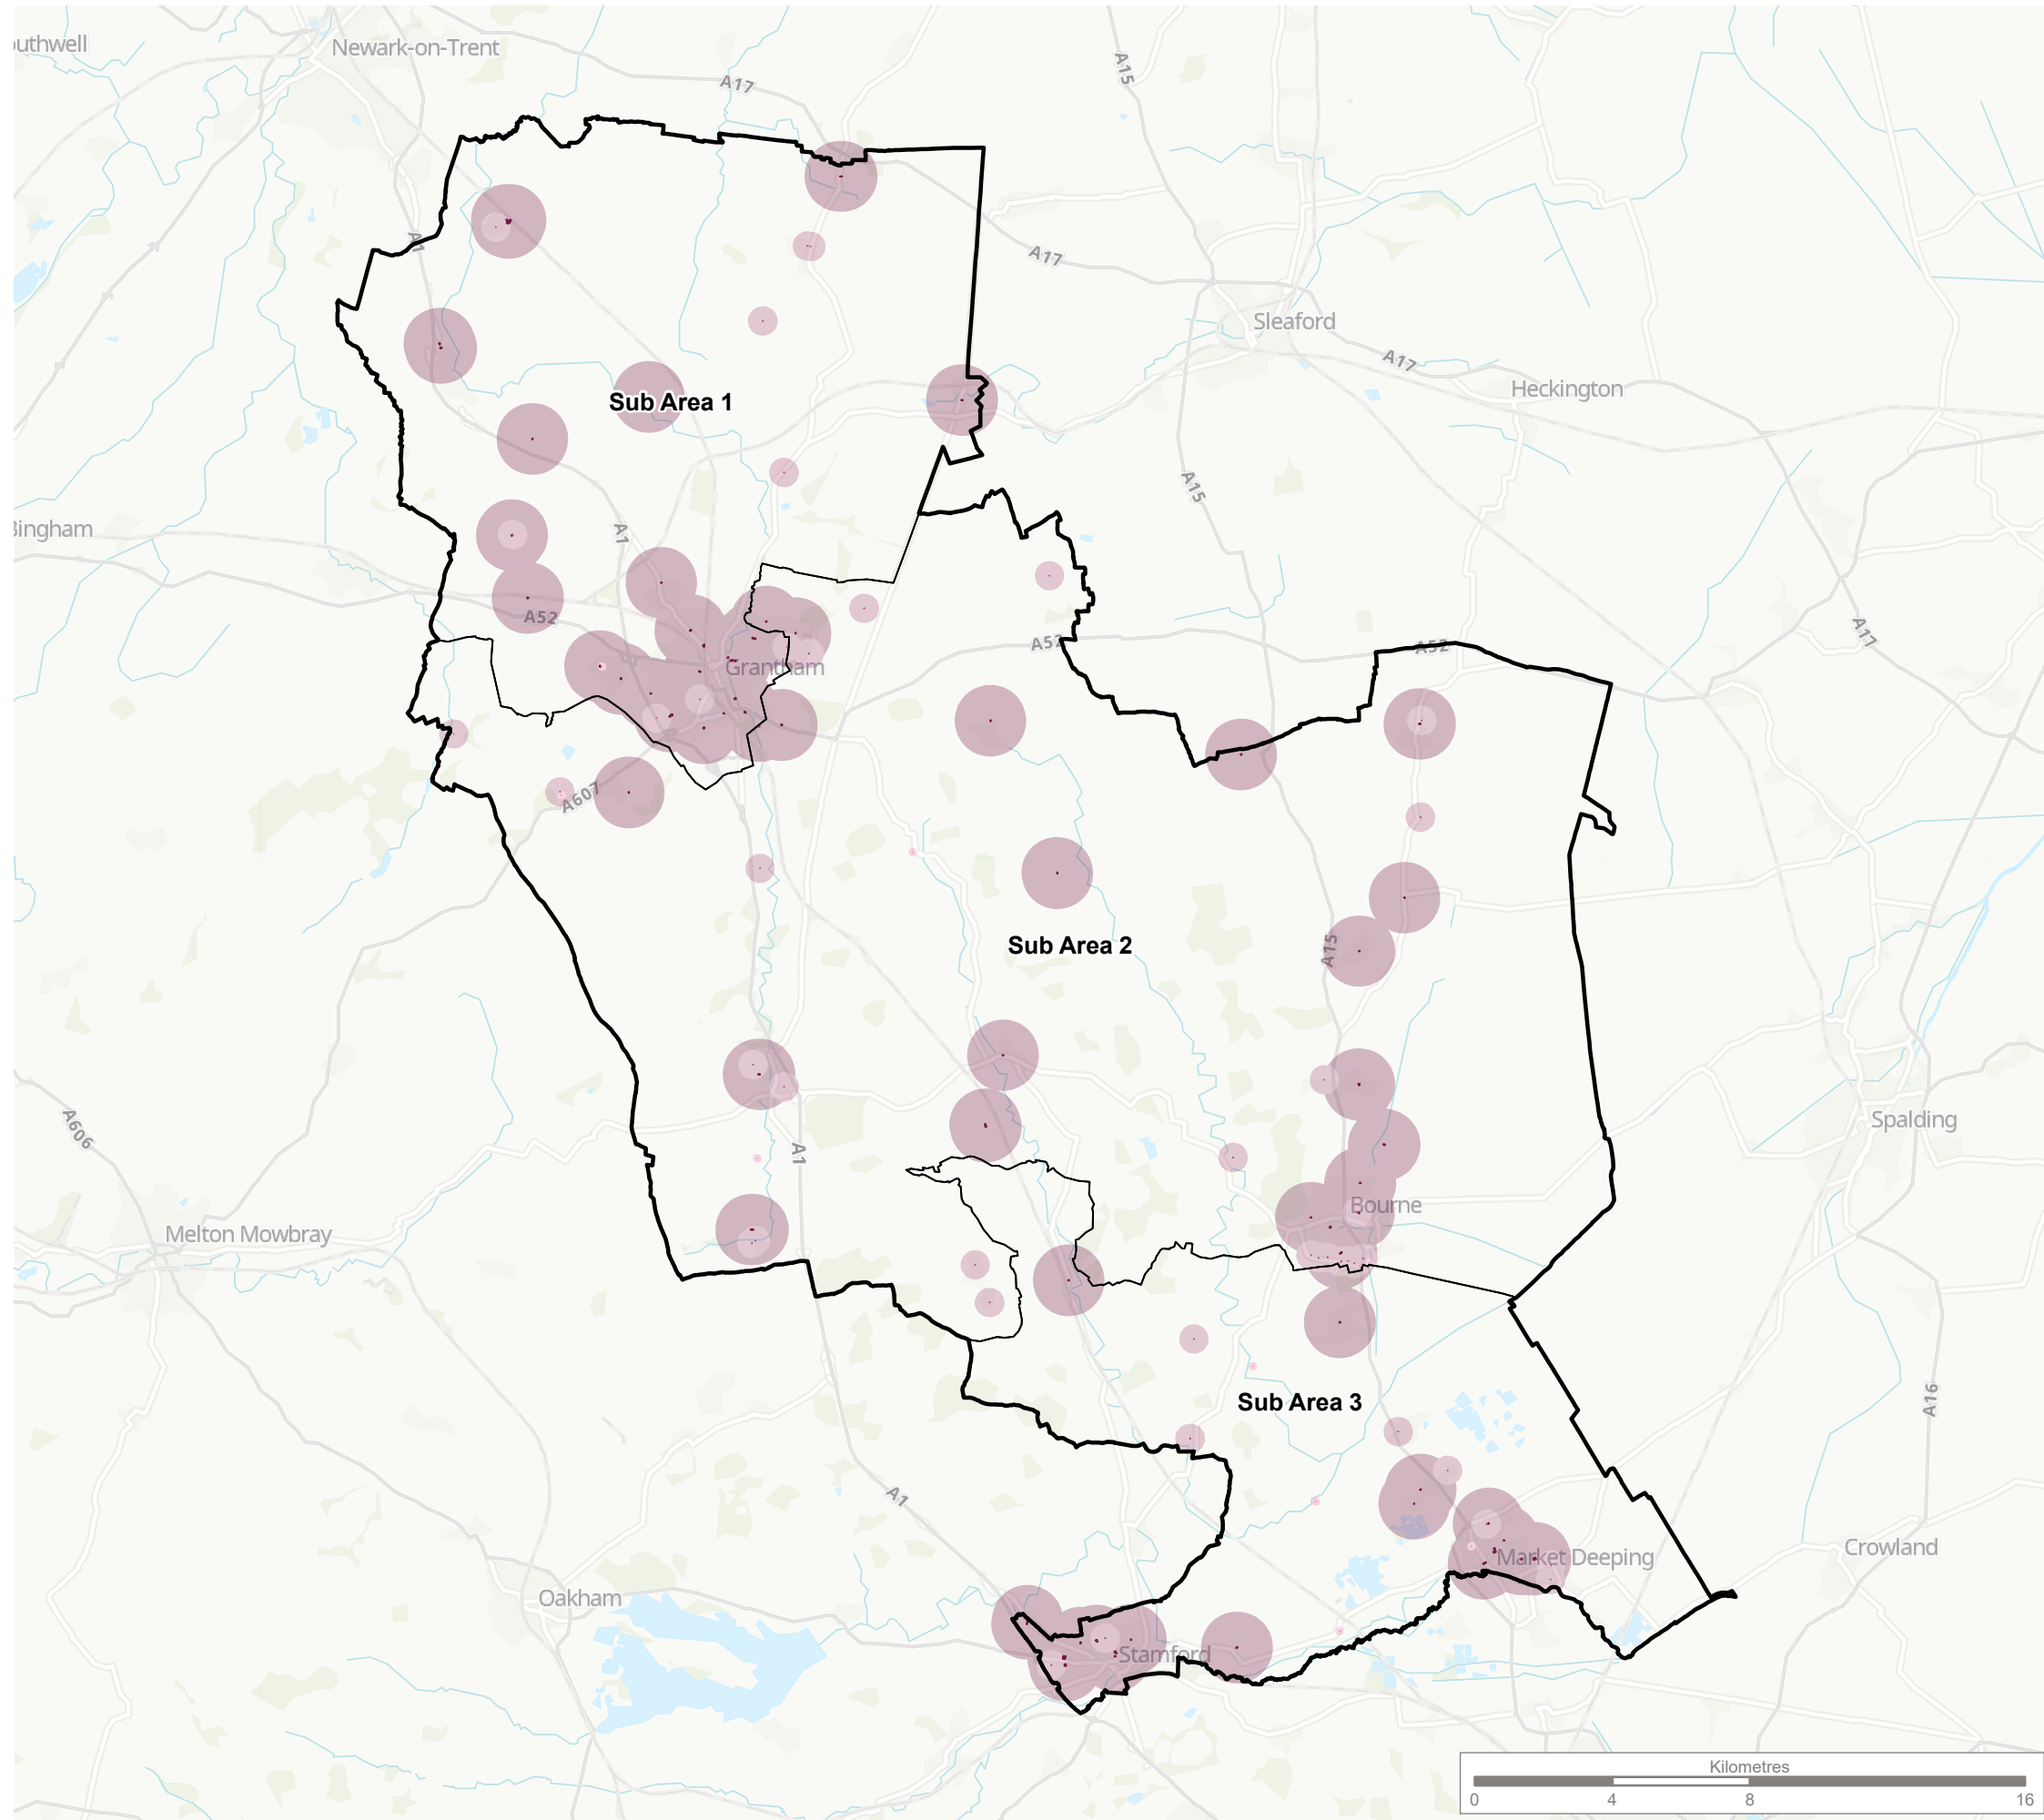 outhwell
Newark-on-Trent
A17
A15
A1
A17
Sleaford
A17
Heckington
Sub Area 1
A15
Bingham
A1
A52
A52
A52
A17
Grantham
A607
Sub Area 2
A15
A606
A1
Spalding
Bourne
Melton Mowbray
Sub Area 3
A16
A1
Crowland
Market Deeping
Oakham
Stamford
Kilometres
0 4 8 16